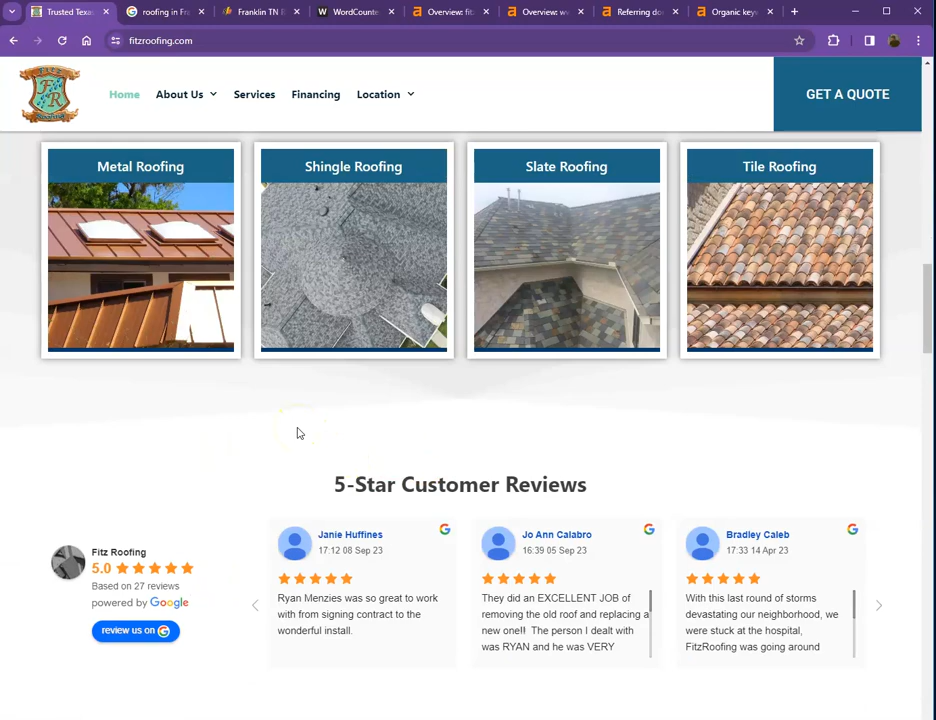 Trusted Texas
roofing in Fra
Franklin TN B
WordCounte
Overview: fit
Overview: ww
Referring do
Organic key
fitzroofing.com
FITZ
FR
Home
About Us
Services
Financing
Location
GET A QUOTE
Metal Roofing
Shingle Roofing
Slate Roofing
Tile Roofing
5-Star Customer Reviews
Fitz Roofing
5.0
Based on 27 reviews
powered by Google
review us on
Janie Huffines
17:12 08 Sep 23
Ryan Menzies was so great to work
with from signing contract to the
wonderful install.
Jo Ann Calabro
16:39 05 Sep 23
They did an EXCELLENT JOB of
removing the old roof and replacing a
new one!! The person I dealt with
was RYAN and he was VERY
Bradley Caleb
17:33 14 Apr 23
With this last round of storms
devastating our neighborhood, we
were stuck at the hospital,
FitzRoofing was going around